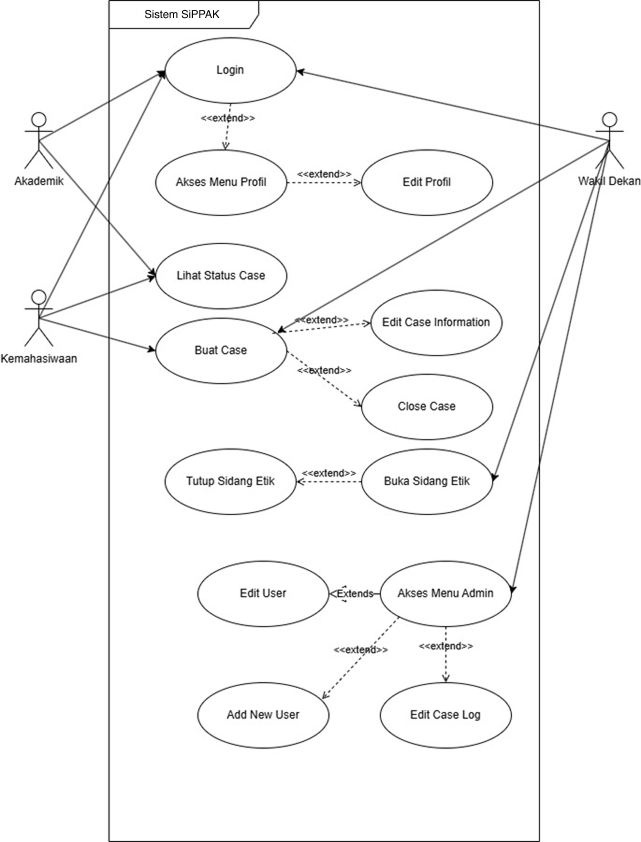 Sistem SiPPAK
Login
<<extend>>
Akademik
Akses Menu Profil
<<extend>>
Edit Profil
Wakil Dekan
Lihat Status Case
Kemahasiwaan
Buat Case
<<extend>>
Edit Case Information
<<extend>>
Close Case
Tutup Sidang Etik
<<extend>>
Buka Sidang Etik
Edit User
Extends
Akses Menu Admin
<<extend>>
<<extend>>
Add New User
Edit Case Log